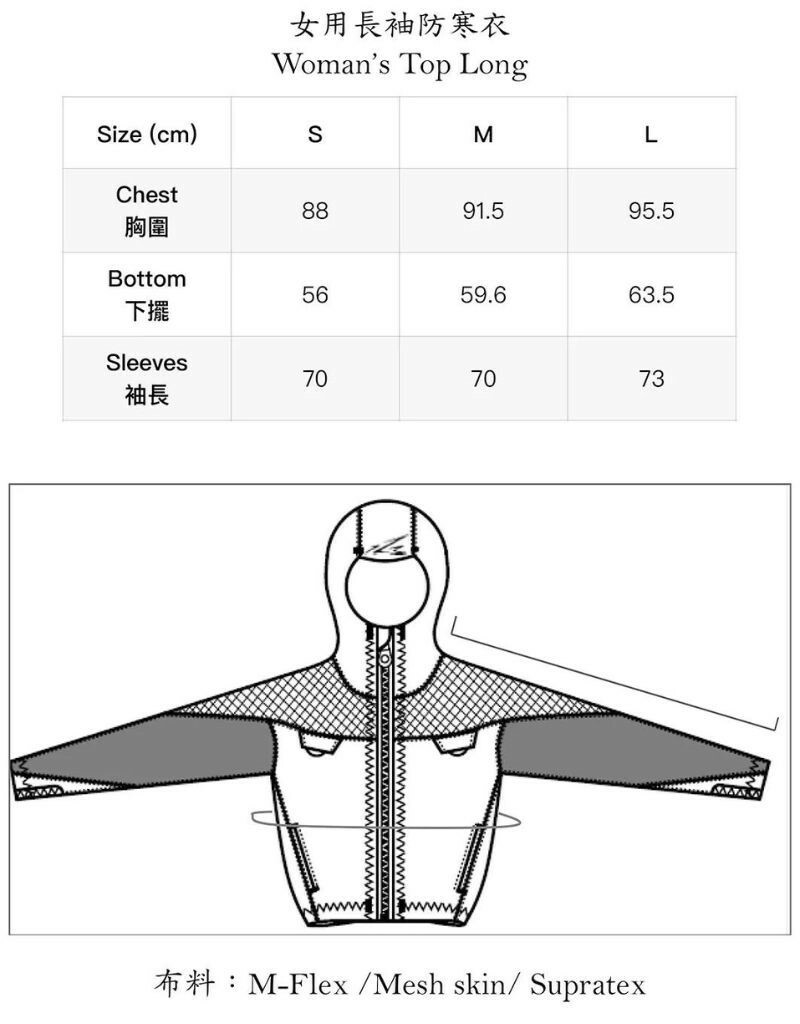 女用長袖防寒衣
Woman's Top Long
Size (cm) S M L
Chest
胸圍 88 91.5 95.5
Bottom
下擺 56 59.6 63.5
Sleeves
袖長 70 70 73
布料：M-Flex /Mesh skin/ Supratex